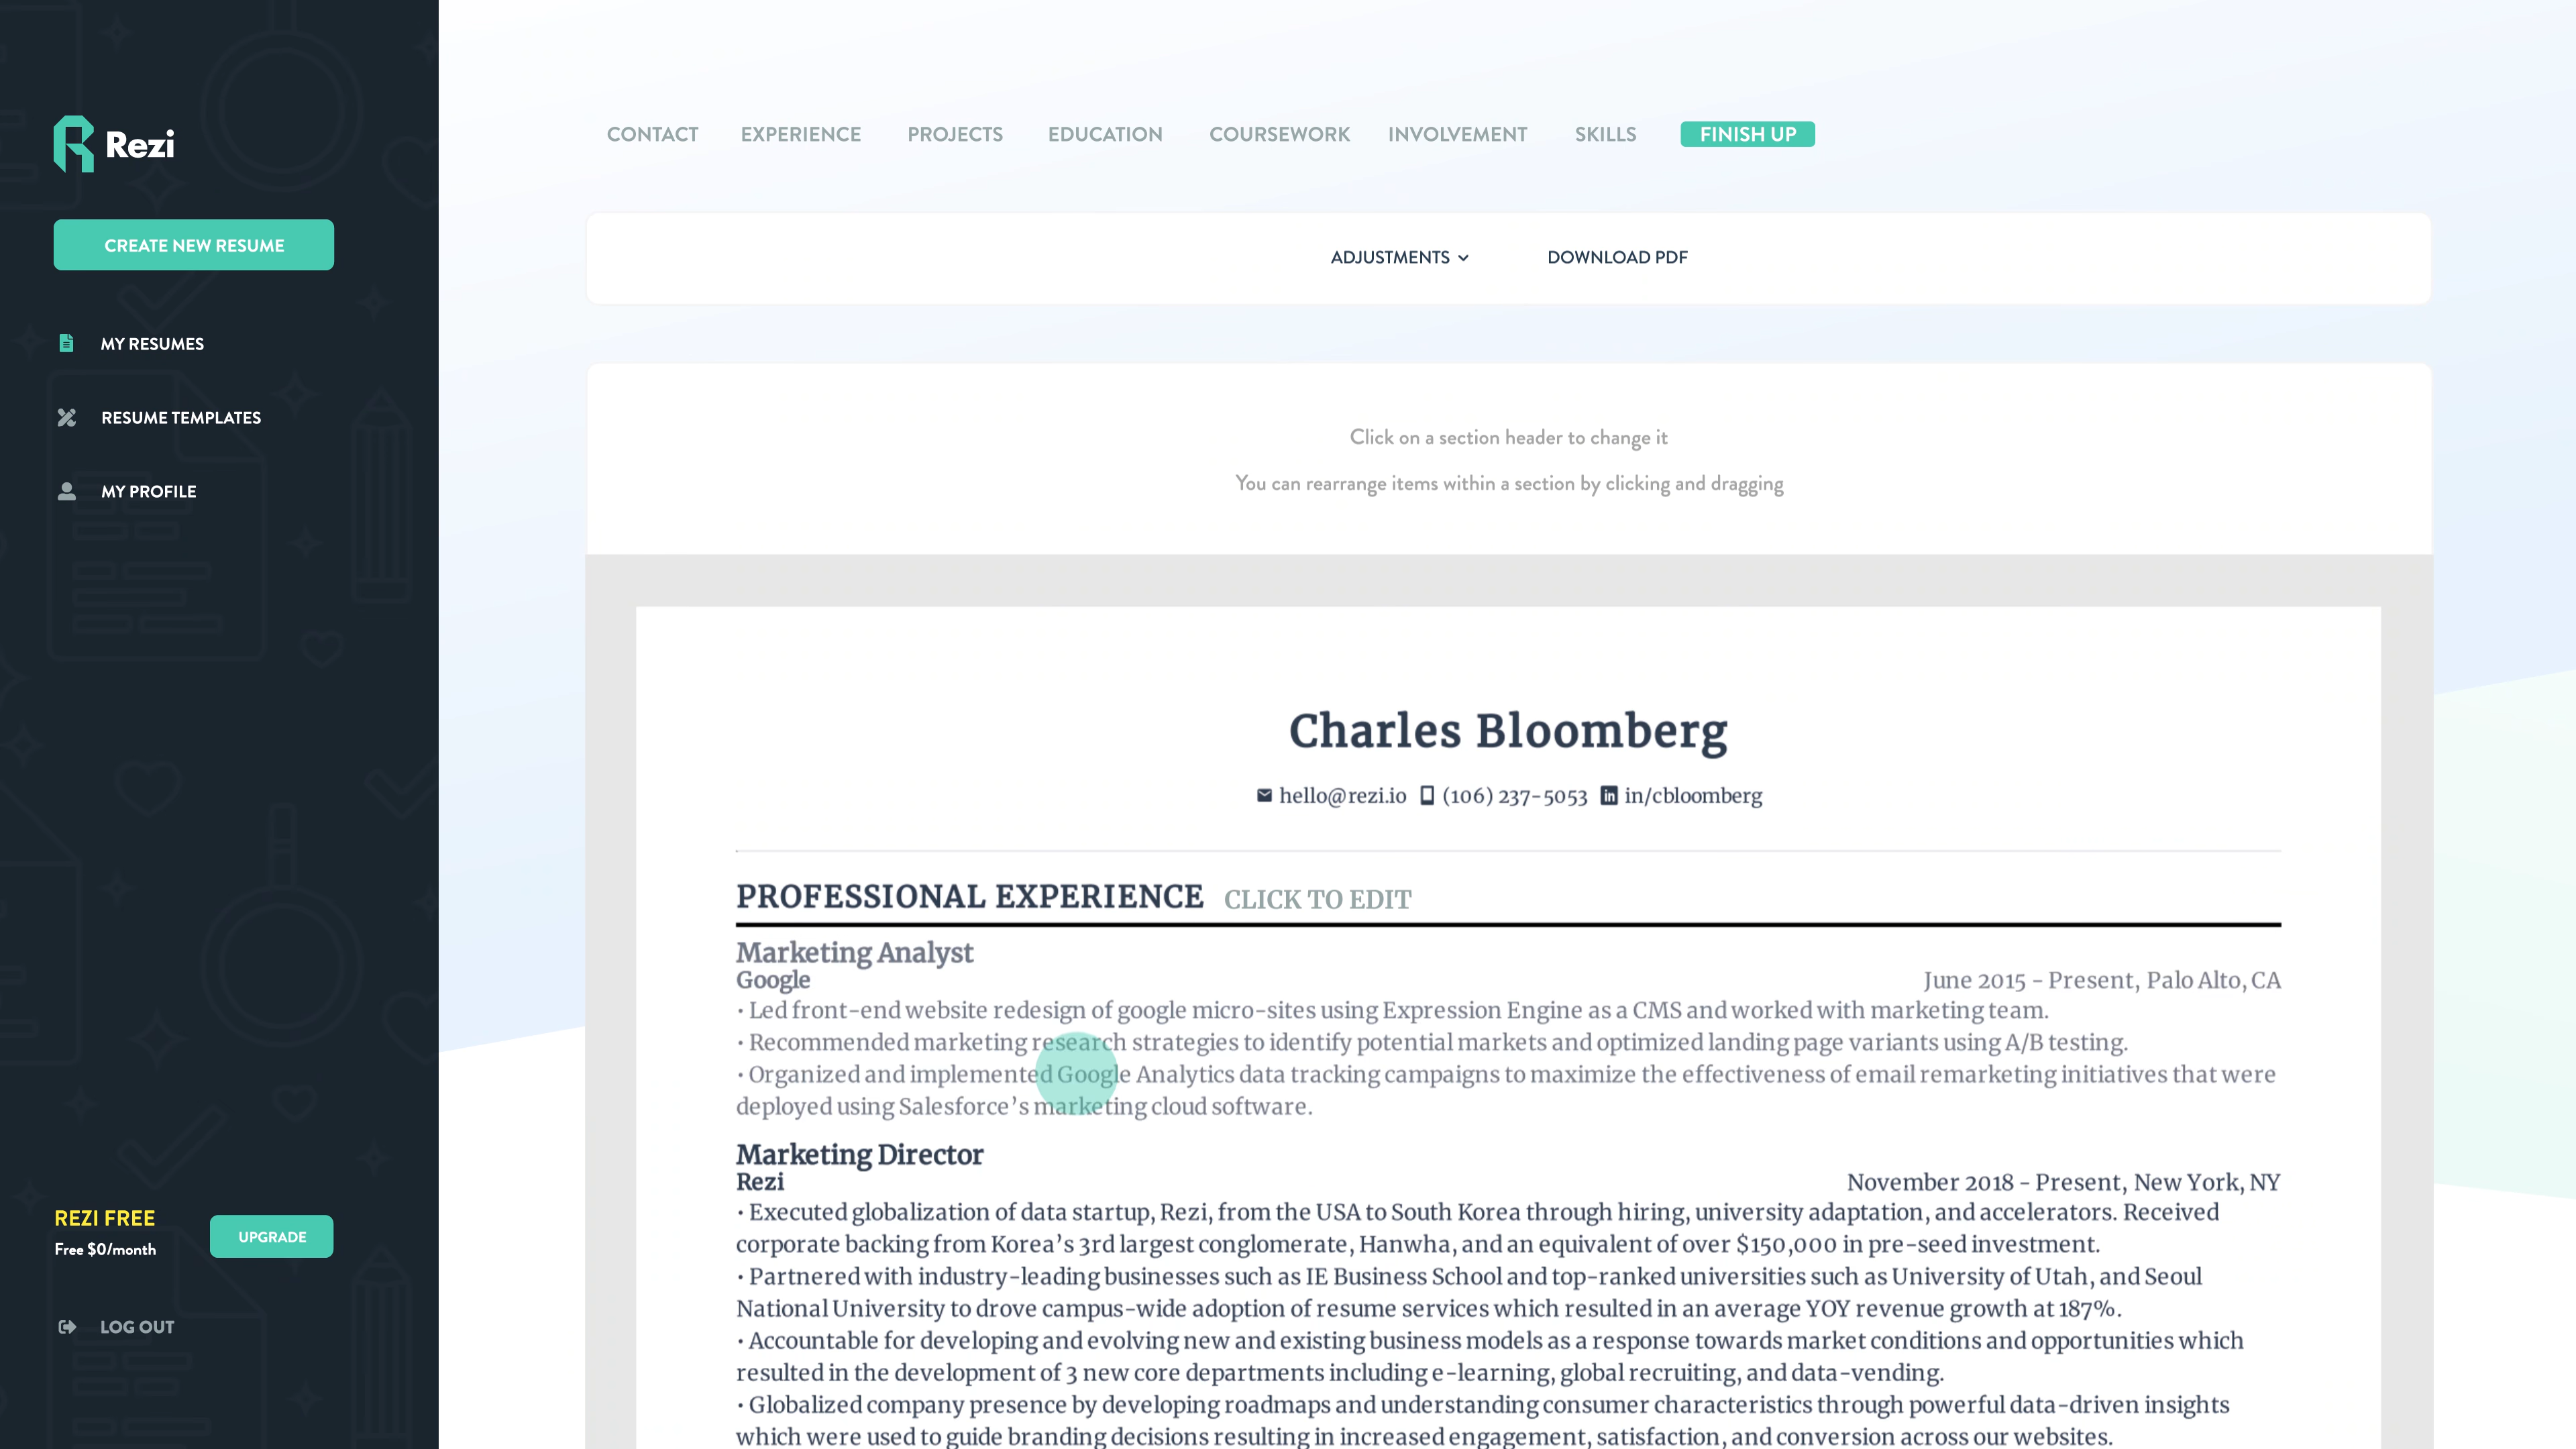 Rezi
CREATE NEW RESUME
MY RESUMES
RESUME TEMPLATES
MY PROFILE
REZI FREE
Free $0/month
UPGRADE
LOG OUT
CONTACT EXPERIENCE PROJECTS EDUCATION COURSEWORK INVOLVEMENT SKILLS FINISH UP
ADJUSTMENTS DOWNLOAD PDF
Click on a section header to change it
You can rearrange items within a section by clicking and dragging
Charles Bloomberg
hello@rezi.io (106) 237-5053 in in/cbloomberg
PROFESSIONAL EXPERIENCE CLICK TO EDIT
Marketing Analyst
Google June 2015 - Present, Palo Alto, CA
• Led front-end website redesign of google micro-sites using Expression Engine as a CMS and worked with marketing team.
• Recommended marketing research strategies to identify potential markets and optimized landing page variants using A/B testing.
• Organized and implemented Google Analytics data tracking campaigns to maximize the effectiveness of email remarketing initiatives that were
deployed using Salesforce's marketing cloud software.
Marketing Director
Rezi November 2018 - Present, New York, NY
• Executed globalization of data startup, Rezi, from the USA to South Korea through hiring, university adaptation, and accelerators. Received
corporate backing from Korea's 3rd largest conglomerate, Hanwha, and an equivalent of over $150,000 in pre-seed investment.
• Partnered with industry-leading businesses such as IE Business School and top-ranked universities such as University of Utah, and Seoul
National University to drove campus-wide adoption of resume services which resulted in an average YOY revenue growth at 187%.
• Accountable for developing and evolving new and existing business models as a response towards market conditions and opportunities which
resulted in the development of 3 new core departments including e-learning, global recruiting, and data-vending.
• Globalized company presence by developing roadmaps and understanding consumer characteristics through powerful data-driven insights
which were used to guide branding decisions resulting in increased engagement, satisfaction, and conversion across our websites.